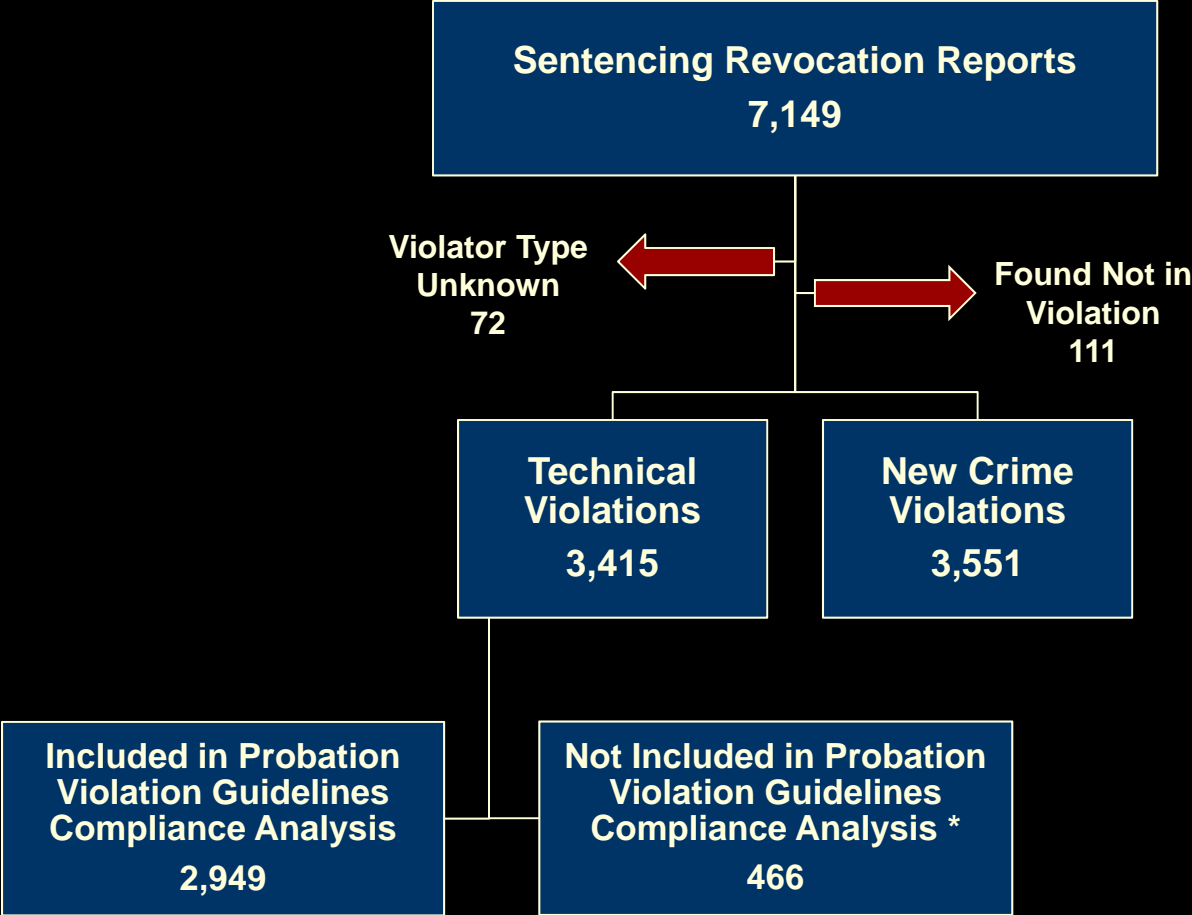 Sentencing Revocation Reports
7,149
Violator Type
Unknown
72
Found Not in
Violation
111
Technical
Violations
3,415
New Crime
Violations
3,551
Included in Probation
Violation Guidelines
Compliance Analysis
2,949
Not Included in Probation
Violation Guidelines
Compliance Analysis *
466